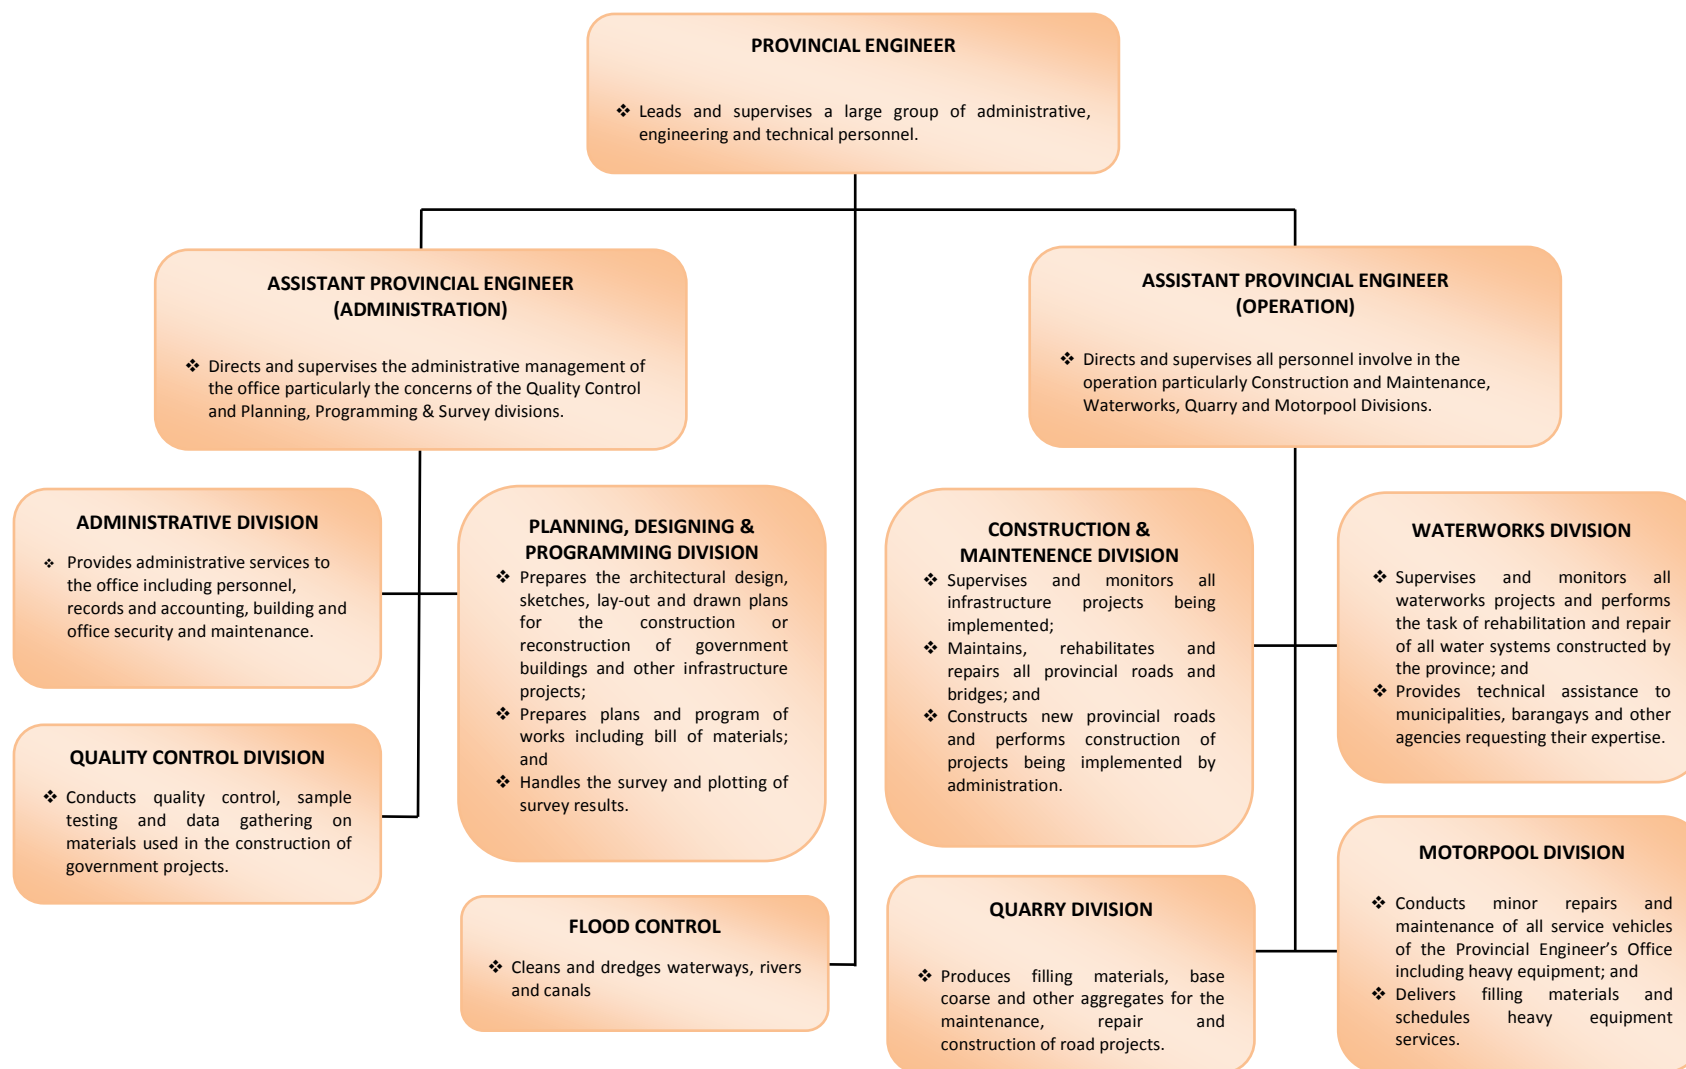 PROVINCIAL ENGINEER
❖ Leads and supervises a large group of administrative,
engineering and technical personnel.
ASSISTANT PROVINCIAL ENGINEER
(ADMINISTRATION)
❖ Directs and supervises the administrative management of
the office particularly the concerns of the Quality Control
and Planning, Programming & Survey divisions.
ASSISTANT PROVINCIAL ENGINEER
(OPERATION)
❖ Directs and supervises all personnel involve in the
operation particularly Construction and Maintenance,
Waterworks, Quarry and Motorpool Divisions.
ADMINISTRATIVE DIVISION
❖ Provides administrative services to
the office including personnel,
records and accounting, building and
office security and maintenance.
PLANNING, DESIGNING &
PROGRAMMING DIVISION
❖ Prepares the architectural design,
sketches, lay-out and drawn plans
for the construction or
reconstruction of government
buildings and other infrastructure
projects;
❖ Prepares plans and program of
works including bill of materials;
and
❖ Handles the survey and plotting of
survey results.
CONSTRUCTION &
MAINTENENCE DIVISION
❖ Supervises and monitors all
infrastructure projects being
implemented;
❖ Maintains, rehabilitates and
repairs all provincial roads and
bridges; and
❖ Constructs new provincial roads
and performs construction of
projects being implemented by
administration.
WATERWORKS DIVISION
❖ Supervises and monitors all
waterworks projects and performs
the task of rehabilitation and repair
of all water systems constructed by
the province; and
❖ Provides technical assistance to
municipalities, barangays and other
agencies requesting their expertise.
QUALITY CONTROL DIVISION
❖ Conducts quality control, sample
testing and data gathering on
materials used in the construction of
government projects.
FLOOD CONTROL
❖ Cleans and dredges waterways, rivers
and canals
QUARRY DIVISION
❖ Produces filling materials, base
coarse and other aggregates for the
maintenance, repair and
construction of road projects.
MOTORPOOL DIVISION
❖ Conducts minor repairs and
maintenance of all service vehicles
of the Provincial Engineer’s Office
including heavy equipment; and
❖ Delivers filling materials and
schedules heavy equipment
services.